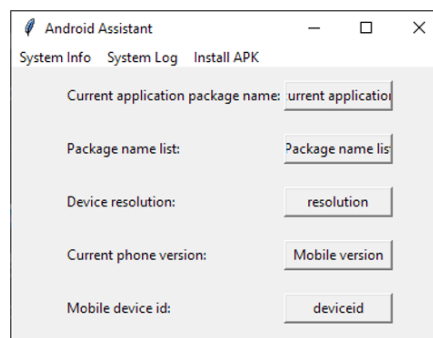 Android Assistant
System Info System Log Install APK
Current application package name: urrent application
Package name list: Package name lis
Device resolution: resolution
Current phone version: Mobile version
Mobile device id: deviceid